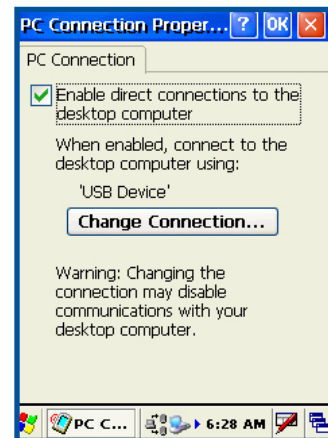 PC Connection Proper... ? OK X
PC Connection
Enable direct connections to the
desktop computer
When enabled, connect to the
desktop computer using:
'USB Device'
Change Connection...
Warning: Changing the
connection may disable
communications with your
desktop computer.
PC C... 6:28 AM